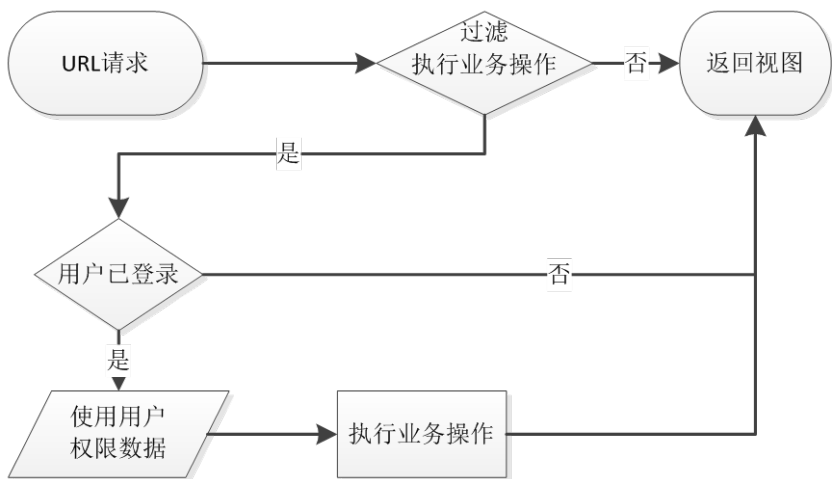 URL请求
过滤
执行业务操作
否
返回视图
是
用户已登录
否
是
使用用户
权限数据
执行业务操作